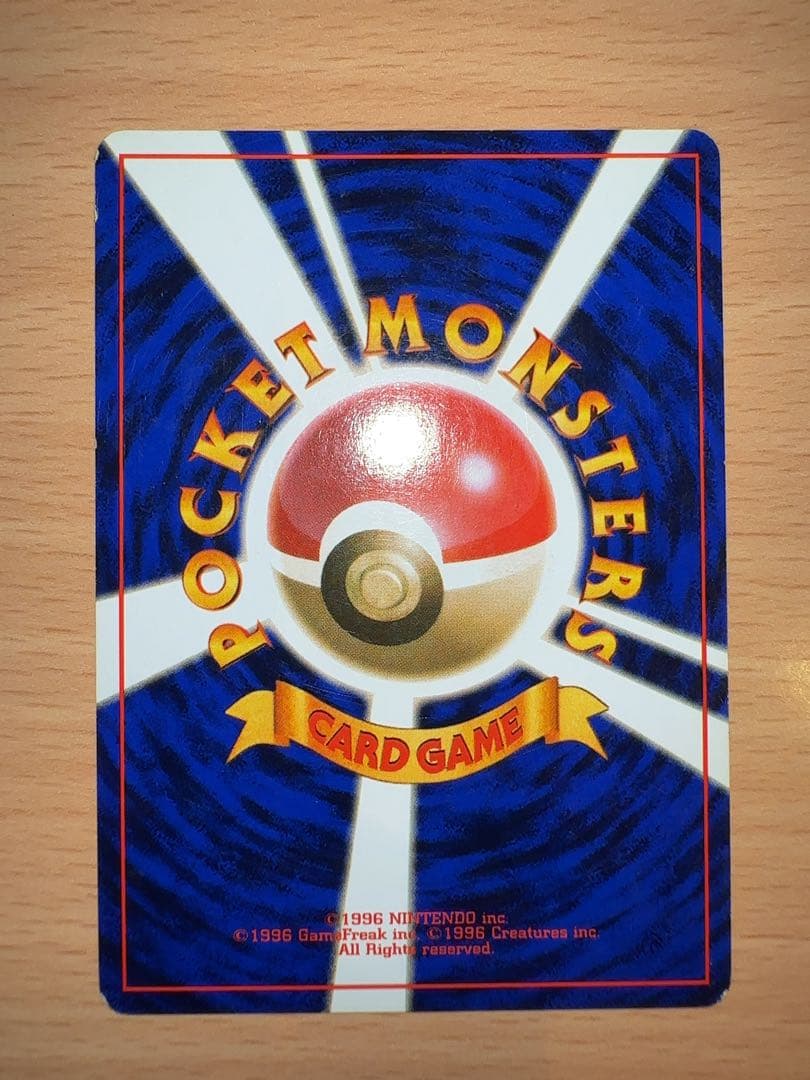 POCKET MONSTERS
CARD GAME
©1996 NINTENDO inc.
©1996 GameFreak inc. ©1996 Creatures inc.
All Rights reserved.